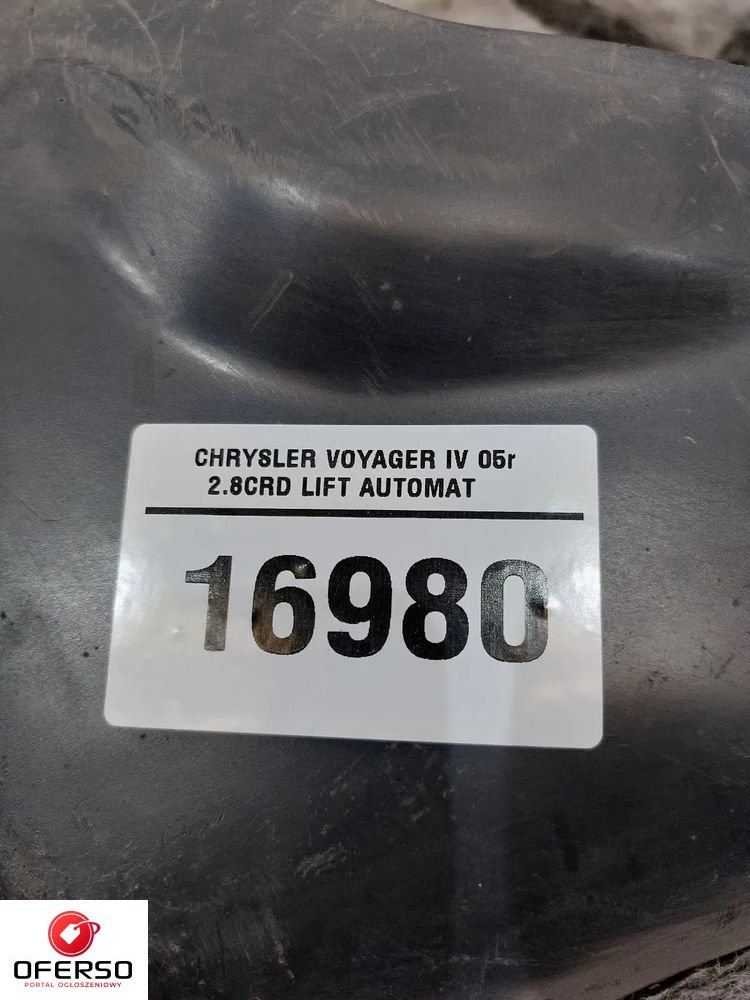 CHRYSLER VOYAGER IV 05r
2.8CRD LIFT AUTOMAT
16980
OFERSO
PORTAL OGŁOSZENIOWY